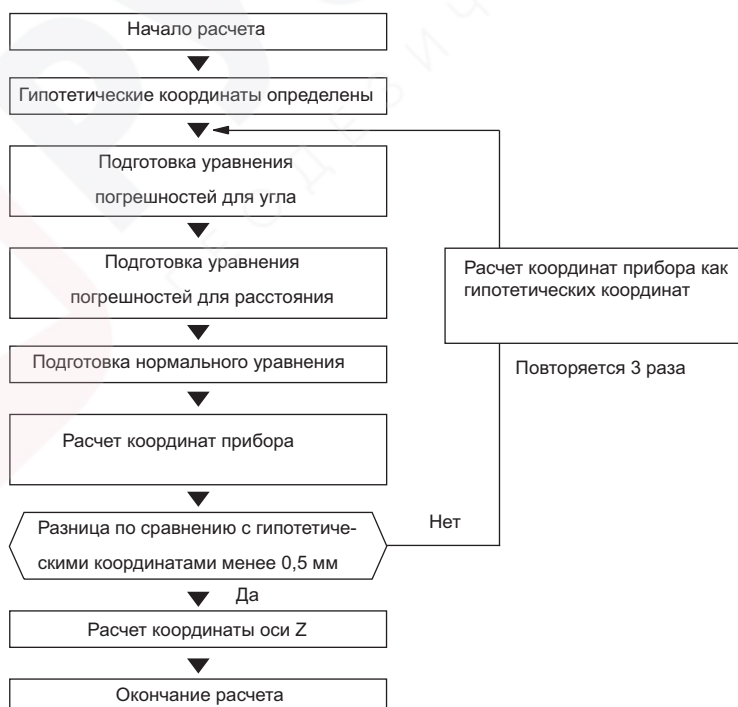 Начало расчета
Гипотетические координаты определены
Подготовка уравнения
погрешностей для угла
Подготовка уравнения
погрешностей для расстояния
Расчет координат прибора как
гипотетических координат
Подготовка нормального уравнения
Повторяется 3 раза
Расчет координат прибора
Разница по сравнению с гипотетиче-
скими координатами менее 0,5 мм
Нет
Да
Расчет координаты оси Z
Окончание расчета